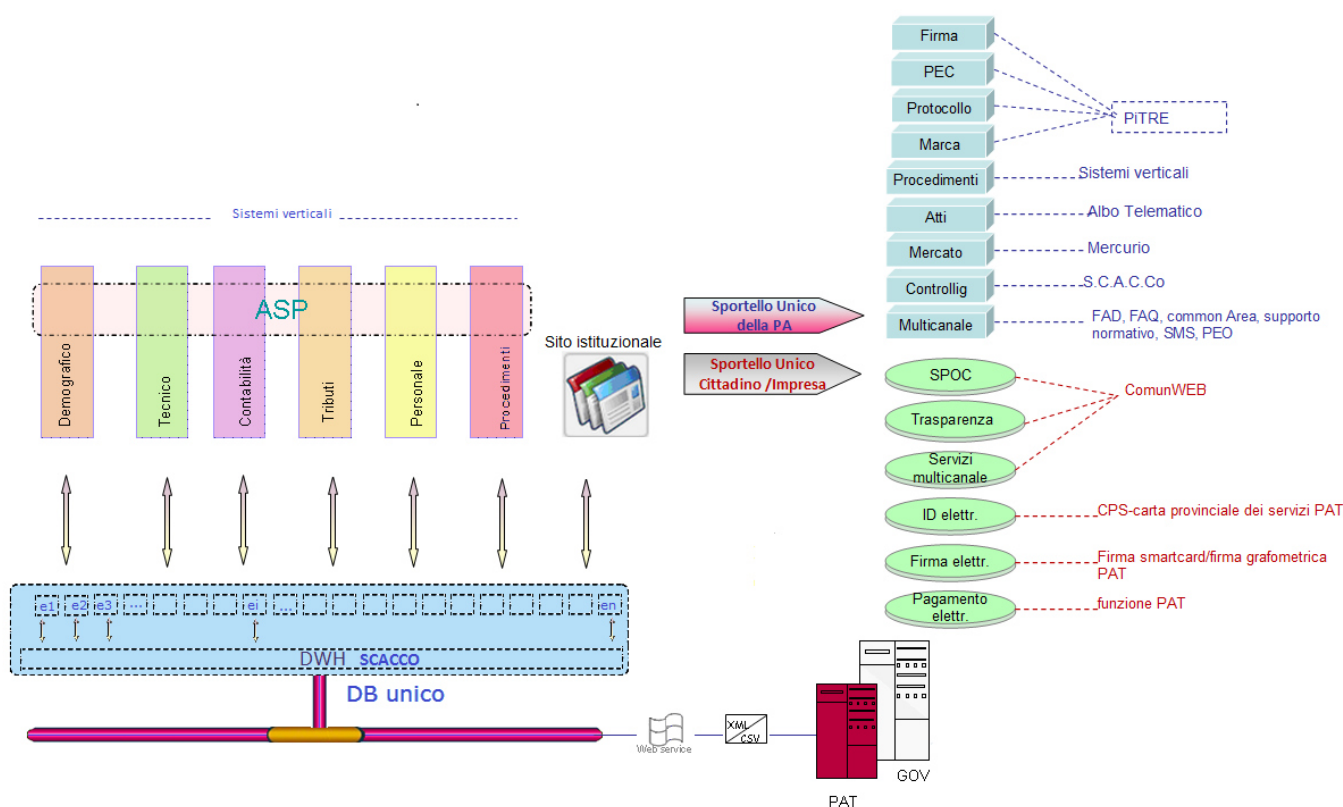 Firma
PEC
Protocollo
Marca
PiTRE
Procedimenti
Sistemi verticali
Atti
Albo Telematico
Mercato
Mercurio
Controllig
S.C.A.C.Co
Multicanale
FAD, FAQ, common Area, supporto
normativo, SMS, PEO
Sistemi verticali
ASP
Demografico
Tecnico
Contabilità
Tributi
Personale
Procedimenti
Sito istituzionale
Sportello Unico
della PA
Sportello Unico
Cittadino /Impresa
SPOC
ComunWEB
Trasparenza
Servizi
multicanale
ID elettr.
CPS-carta provinciale dei servizi PAT
Firma elettr.
Firma smartcard/firma grafometrica
PAT
Pagamento
elettr.
funzione PAT
e1 e2 e3 ... ei ... en
DWH SCACCO
DB unico
Web service
XML
CSV
GOV
PAT